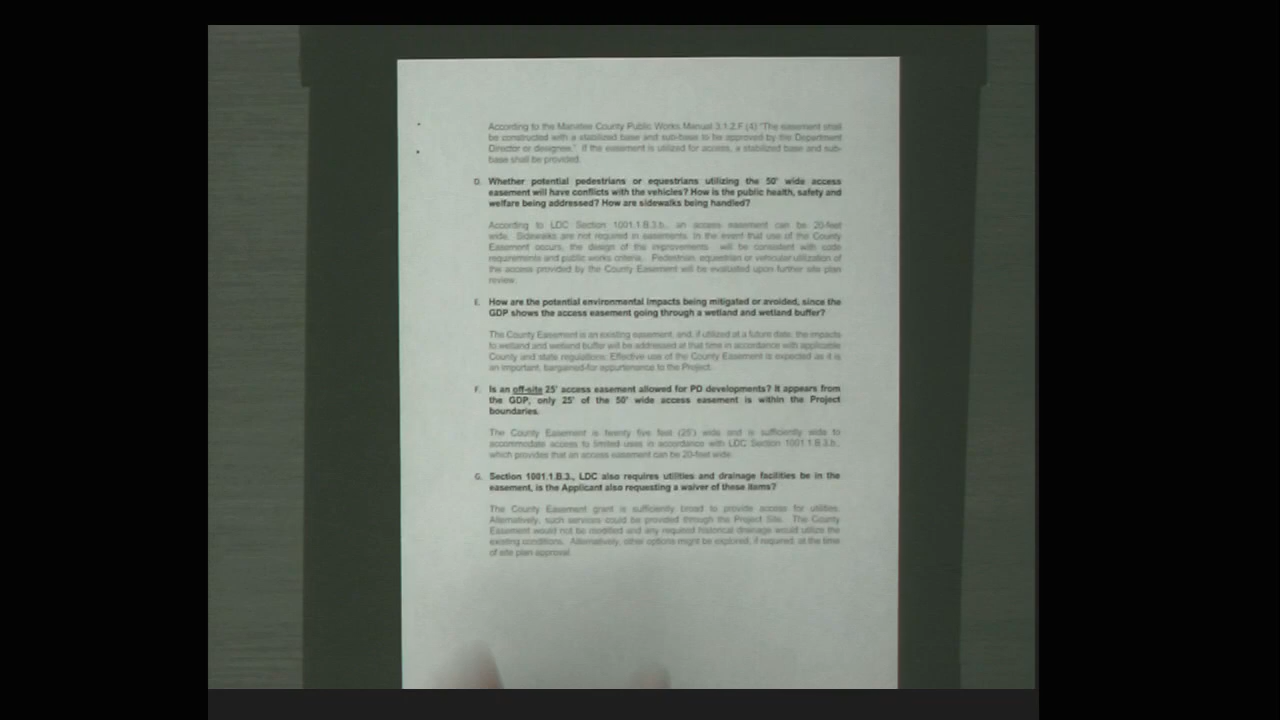 According to the Manatee County Public Works Manual 3.1.2.F (4) "The easement shall
be constructed with a stabilized base and sub-base to be approved by the Department
Director or designee." If the easement is utilized for access, a stabilized base and sub-
base shall be provided.
D. Whether potential pedestrians or equestrians utilizing the 50' wide access
easement will have conflicts with the vehicles? How is the public health, safety and
welfare being addressed? How are sidewalks being handled?
According to LDC Section 1001.1.B.3.b., an access easement can be 20-feet
wide. Sidewalks are not required in easements. In the event that use of the County
Easement occurs, the design of the improvements will be consistent with code
requirements and public works criteria. Pedestrian, equestrian or vehicular utilization of
the access provided by the County Easement will be evaluated upon further site plan
review.
E. How are the potential environmental impacts being mitigated or avoided, since the
GDP shows the access easement going through a wetland and wetland buffer?
The County Easement is an existing easement, and, if utilized at a future date, the impacts
to wetland and wetland buffer will be addressed at that time in accordance with applicable
County and state regulations. Effective use of the County Easement is expected as it is
an important, bargained-for appurtenance to the Project.
F. Is an off-site 25' access easement allowed for PD developments? It appears from
the GDP, only 25' of the 50' wide access easement is within the Project
boundaries.
The County Easement is twenty five feet (25') wide and is sufficiently wide to
accommodate access to limited uses in accordance with LDC Section 1001.1.B.3.b.,
which provides that an access easement can be 20-feet wide.
G. Section 1001.1.B.3., LDC also requires utilities and drainage facilities be in the
easement, is the Applicant also requesting a waiver of these items?
The County Easement grant is sufficiently broad to provide access for utilities.
Alternatively, such services could be provided through the Project Site. The County
Easement would not be modified and any required historical drainage would utilize the
existing conditions. Alternatively, other options might be explored, if required, at the time
of site plan approval.